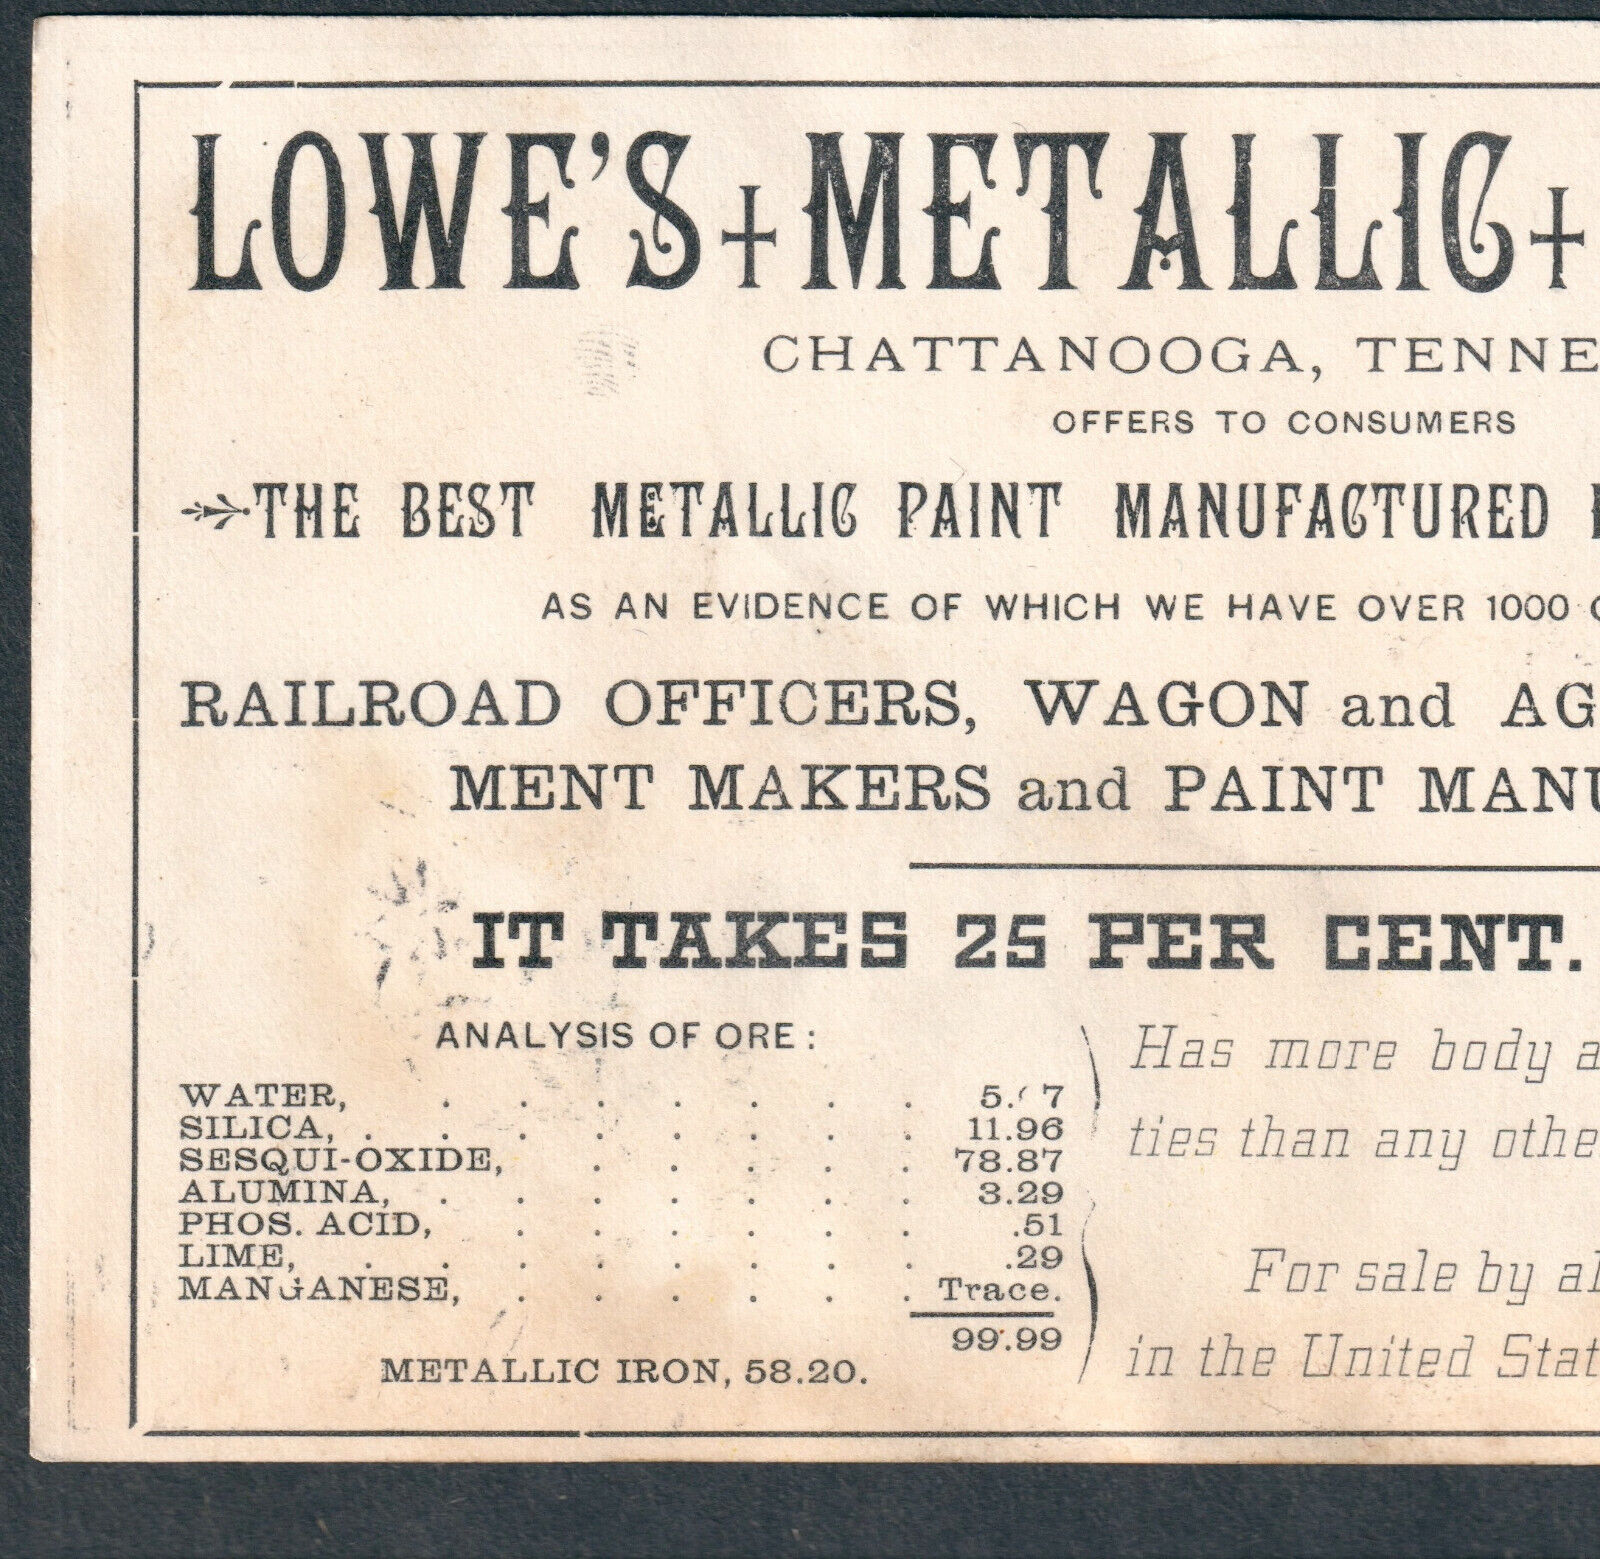 LOWE'S + METALLIC +
CHATTANOOGA, TENNE
OFFERS TO CONSUMERS
THE BEST METALLIC PAINT MANUFACTURED
AS AN EVIDENCE OF WHICH WE HAVE OVER 1000
RAILROAD OFFICERS, WAGON and AG
MENT MAKERS and PAINT MANU
IT TAKES 25 PER CENT.
ANALYSIS OF ORE:
WATER, . . . . . . .
SILICA, . . . . . . . . 11.96
SESQUI-OXIDE, . . . . . 78.87
ALUMINA, . . . . . . . 3.29
PHOS. ACID, . . . . . . .51
LIME, . . . . . . . . .29
MANGANESE, . . . . . . Trace.
99.99
METALLIC IRON, 58.20.
Has more body a
ties than any othe
For sale by al
in the United Stat